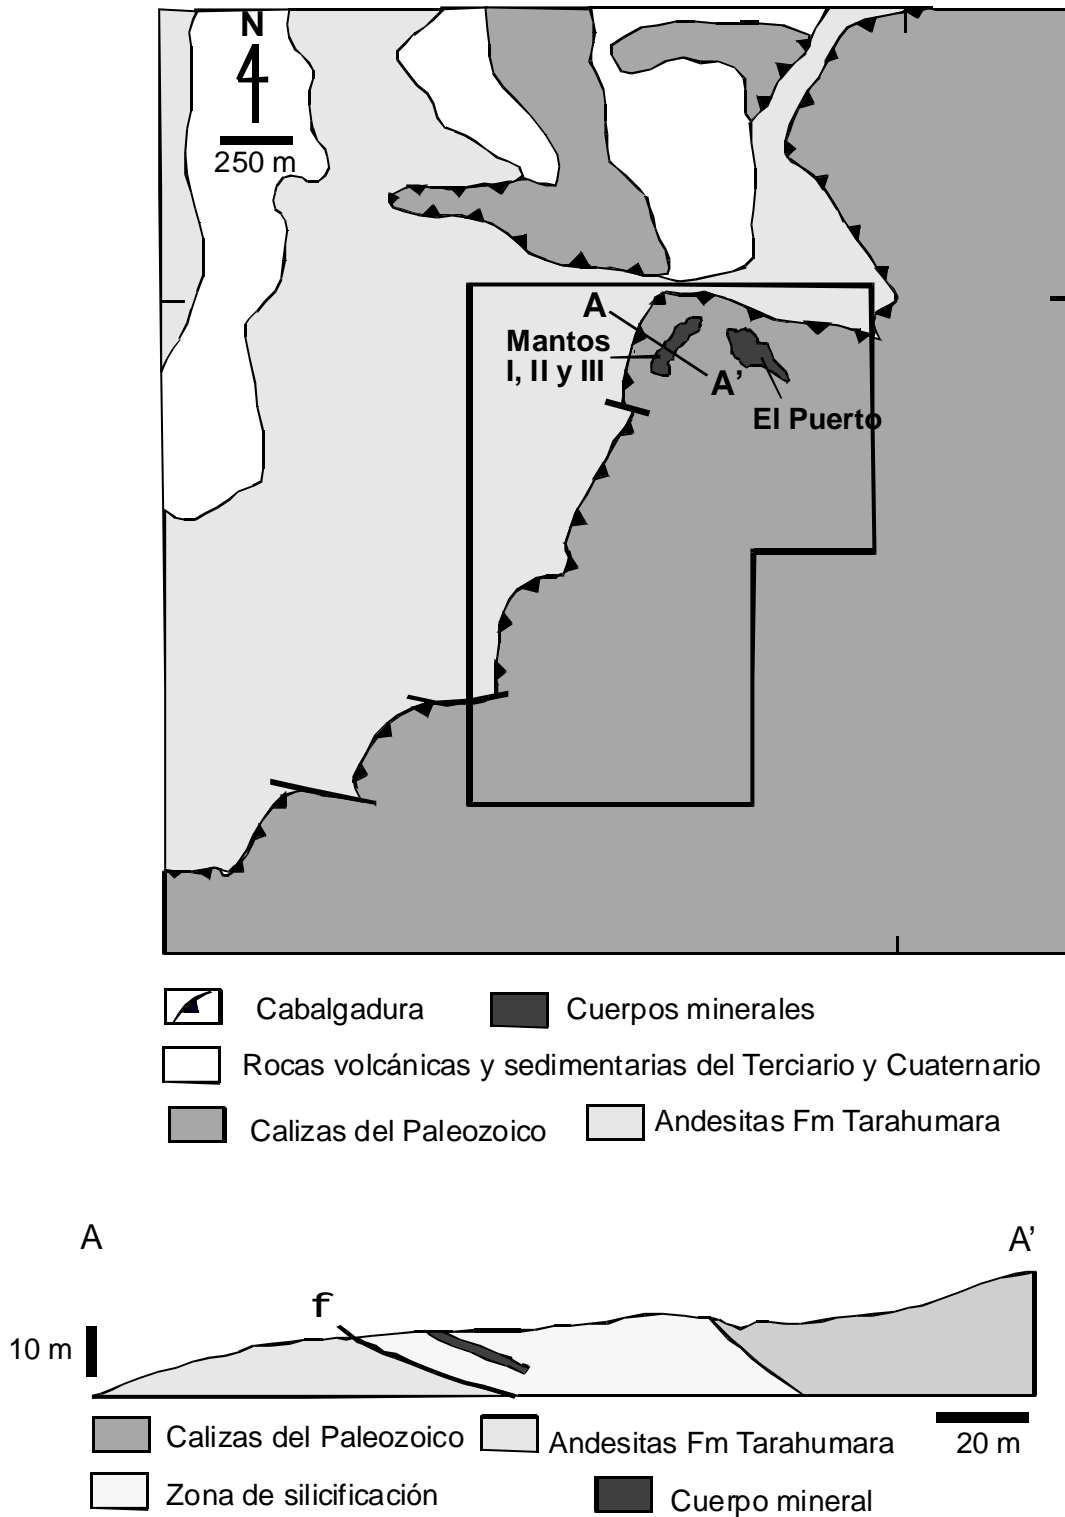 N
250 m
A
Mantos
I, II y III
A’
El Puerto
Cabalgadura
Cuerpos minerales
Rocas volcánicas y sedimentarias del Terciario y Cuaternario
Calizas del Paleozoico
Andesitas Fm Tarahumara
A
A’
f
10 m
Calizas del Paleozoico
Andesitas Fm Tarahumara
20 m
Zona de silicificación
Cuerpo mineral